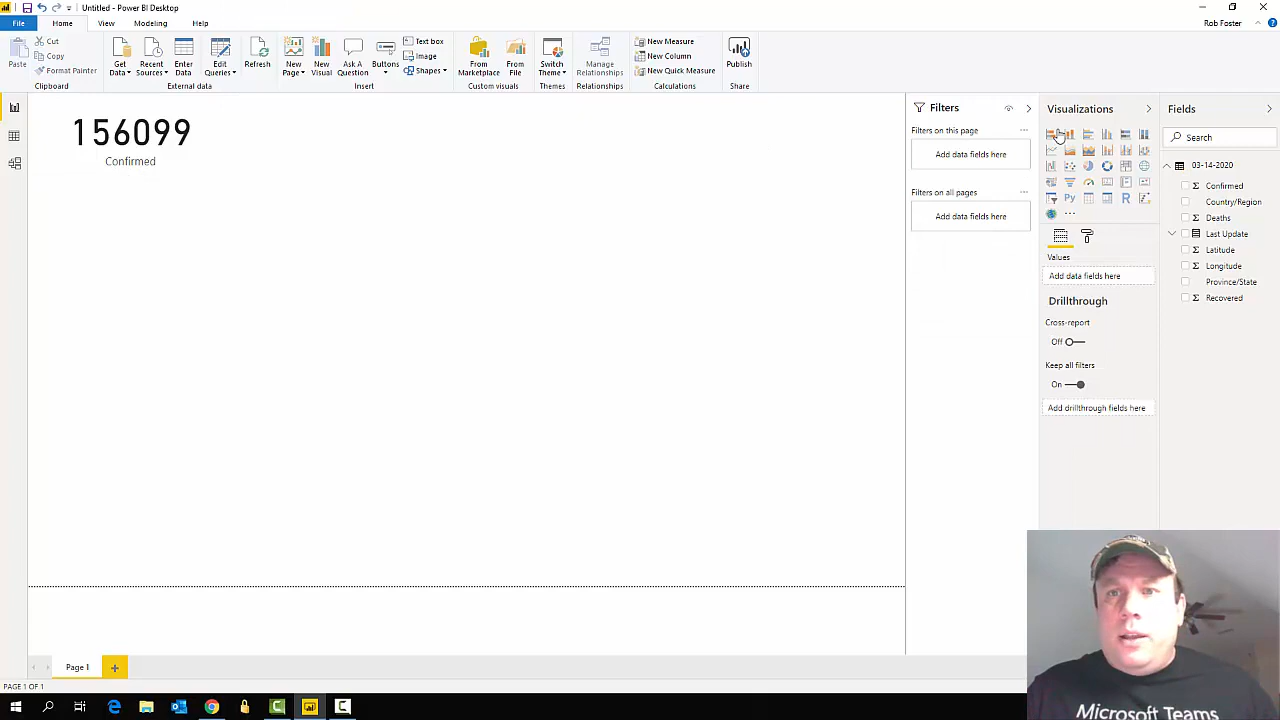 Untitled - Power BI Desktop
Rob Foster
File Home View Modeling Help
Paste
Cut
Copy
Format Painter
Clipboard
Get Data
Recent Sources
Enter Data
Edit Queries
Refresh
External data
New Page
New Visual
Ask A Question
Buttons
Text box
Image
Shapes
Insert
From Marketplace
From File
Custom visuals
Switch Theme
Themes
Manage Relationships
Relationships
New Measure
New Column
New Quick Measure
Calculations
Publish
Share
156099
Confirmed
Filters
Filters on this page
Add data fields here
Filters on all pages
Add data fields here
Visualizations
Py
R
Values
Add data fields here
Drillthrough
Cross-report
Off
Keep all filters
On
Add drillthrough fields here
Fields
Search
03-14-2020
Confirmed
Country/Region
Deaths
Last Update
Latitude
Longitude
Province/State
Recovered
Page 1
PAGE 1 OF 1
Microsoft Teams